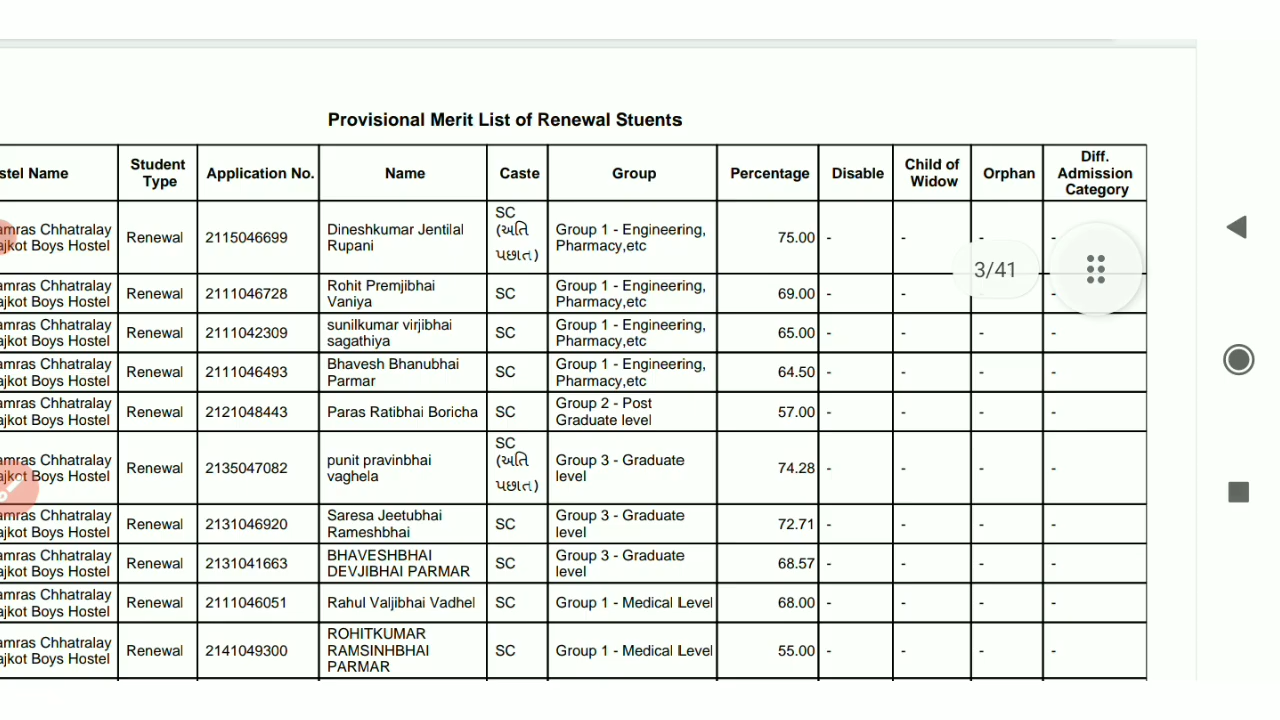 Provisional Merit List of Renewal Stuents
stel Name Student Type Application No. Name Caste Group Percentage Disable Child of Widow Orphan Diff. Admission Category
amras Chhatralay ajkot Boys Hostel Renewal 2115046699 Dineshkumar Jentilal Rupani SC (અતિ પછાત) Group 1 - Engineering, Pharmacy,etc 75.00 - - - -
3/41
amras Chhatralay ajkot Boys Hostel Renewal 2111046728 Rohit Premjibhai Vaniya SC Group 1 - Engineering, Pharmacy,etc 69.00 - - - -
amras Chhatralay ajkot Boys Hostel Renewal 2111042309 sunilkumar virjibhai sagathiya SC Group 1 - Engineering, Pharmacy,etc 65.00 - - - -
amras Chhatralay ajkot Boys Hostel Renewal 2111046493 Bhavesh Bhanubhai Parmar SC Group 1 - Engineering, Pharmacy,etc 64.50 - - - -
amras Chhatralay ajkot Boys Hostel Renewal 2121048443 Paras Ratibhai Boricha SC Group 2 - Post Graduate level 57.00 - - - -
amras Chhatralay ajkot Boys Hostel Renewal 2135047082 punit pravinbhai vaghela SC (અતિ પછાત) Group 3 - Graduate level 74.28 - - - -
amras Chhatralay ajkot Boys Hostel Renewal 2131046920 Saresa Jeetubhai Rameshbhai SC Group 3 - Graduate level 72.71 - - - -
amras Chhatralay ajkot Boys Hostel Renewal 2131041663 BHAVESHBHAI DEVJIBHAI PARMAR SC Group 3 - Graduate level 68.57 - - - -
amras Chhatralay ajkot Boys Hostel Renewal 2111046051 Rahul Valjibhai Vadhel SC Group 1 - Medical Level 68.00 - - - -
amras Chhatralay ajkot Boys Hostel Renewal 2141049300 ROHITKUMAR RAMSINHBHAI PARMAR SC Group 1 - Medical Level 55.00 - - - -